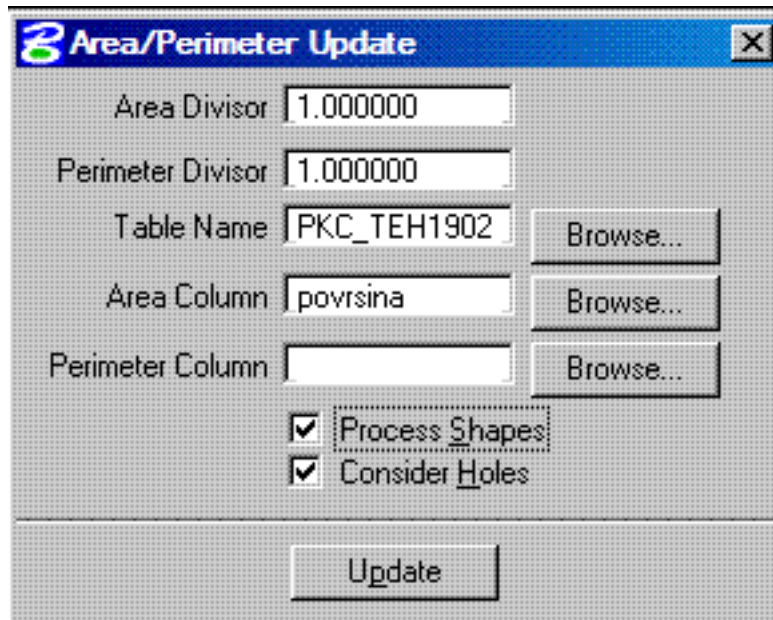 Area/Perimeter Update
Area Divisor 1.000000
Perimeter Divisor 1.000000
Table Name PKC_TEH1902 Browse...
Area Column povrsina Browse...
Perimeter Column Browse...
Process Shapes
Consider Holes
Update